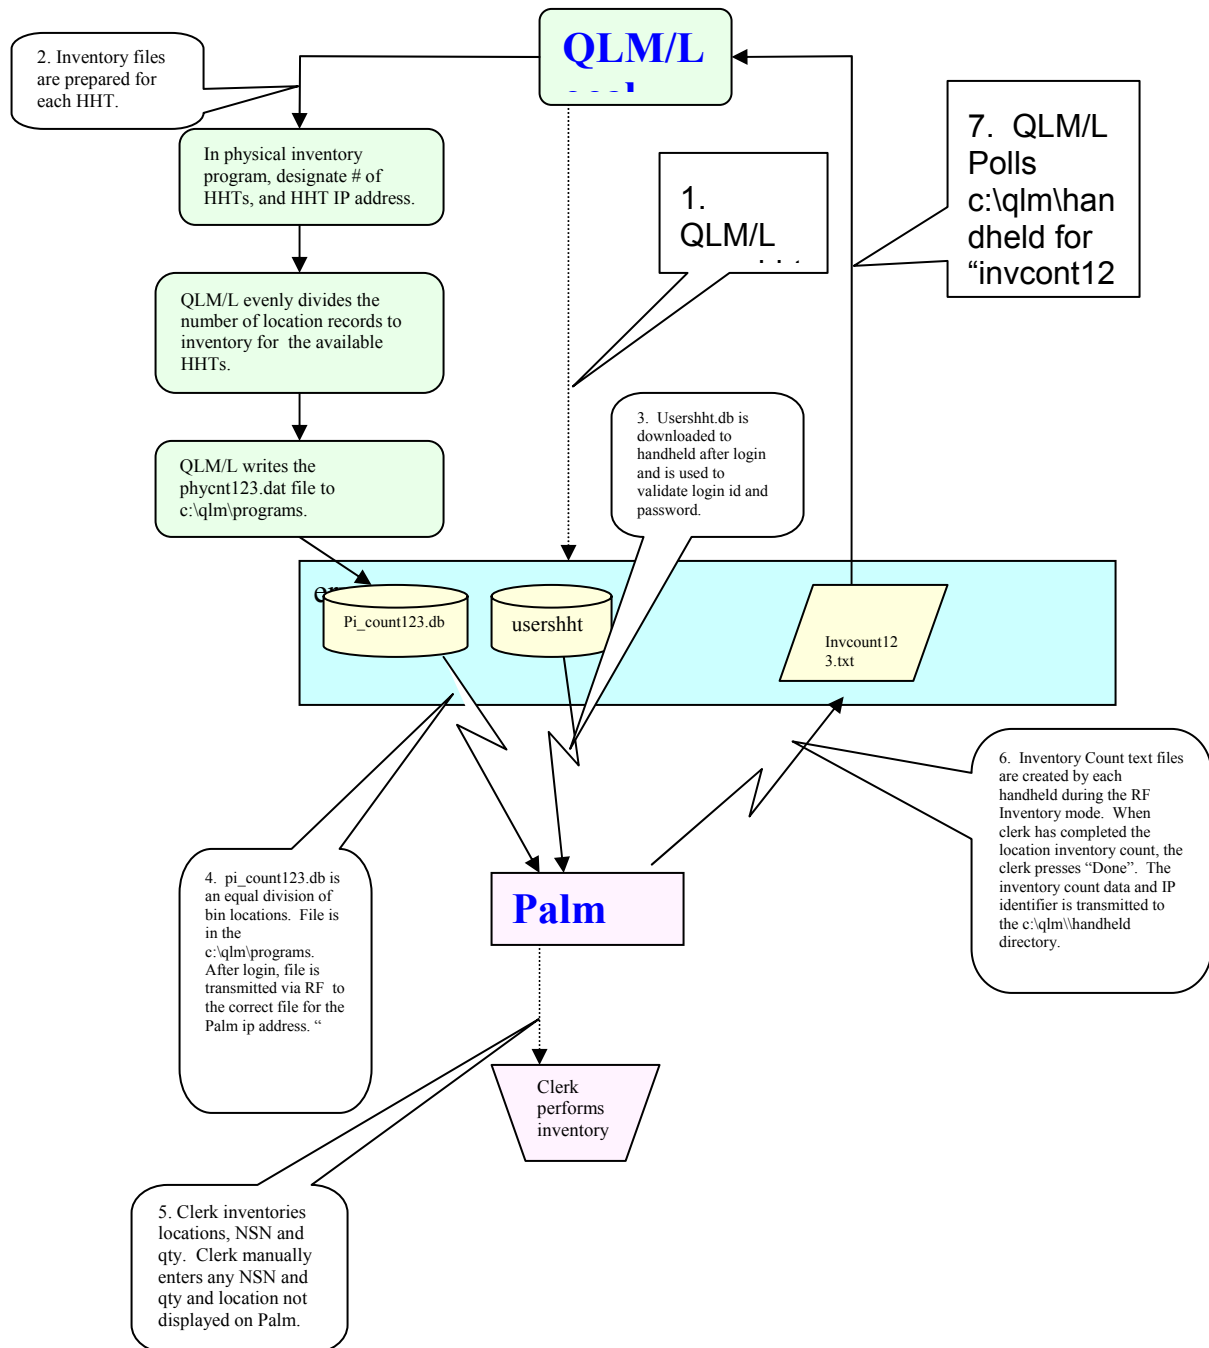 QLM/L
2. Inventory files
are prepared for
each HHT.
In physical inventory
program, designate # of
HHTs, and HHT IP address.
1.
QLM/L
7. QLM/L
Polls
c:\qlm\han
dheld for
“invcont12
QLM/L evenly divides the
number of location records to
inventory for the available
HHTs.
3. Usershht.db is
downloaded to
handheld after login
and is used to
validate login id and
password.
QLM/L writes the
phycnt123.dat file to
c:\qlm\programs.
Pi_count123.db
usershht
Invcount12
3.txt
4. pi_count123.db is
an equal division of
bin locations. File is
in the
c:\qlm\programs.
After login, file is
transmitted via RF to
the correct file for the
Palm ip address. “
Palm
6. Inventory Count text files
are created by each
handheld during the RF
Inventory mode. When
clerk has completed the
location inventory count, the
clerk presses “Done”. The
inventory count data and IP
identifier is transmitted to
the c:\qlm\\handheld
directory.
Clerk
performs
inventory
5. Clerk inventories
locations, NSN and
qty. Clerk manually
enters any NSN and
qty and location not
displayed on Palm.